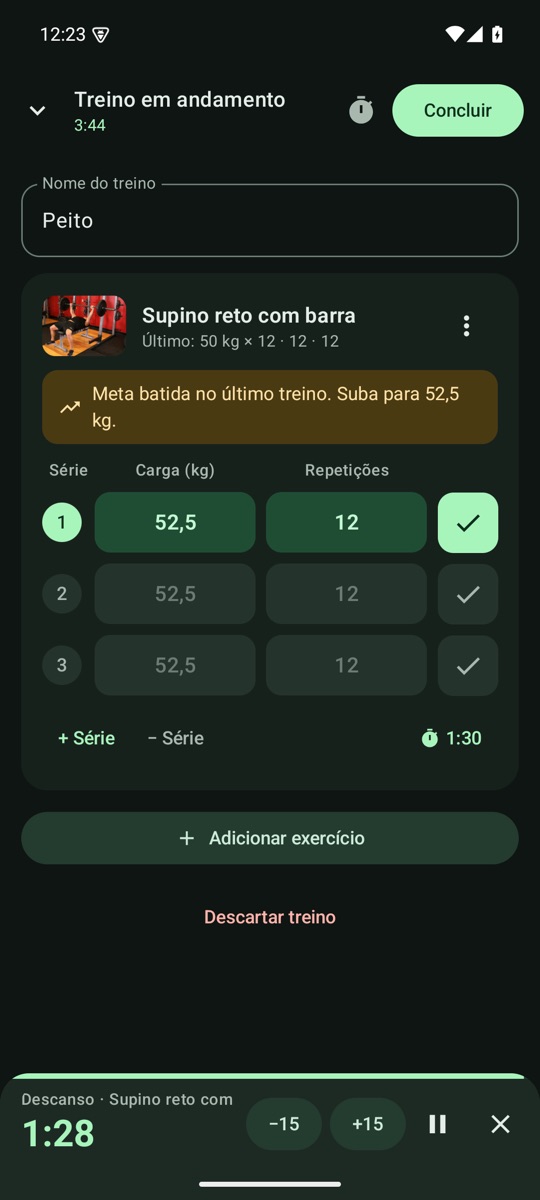 12:23
Treino em andamento
3:44
Concluir
Nome do treino
Peito
Supino reto com barra
Último: 50 kg × 12 · 12 · 12
Meta batida no último treino. Suba para 52,5
kg.
Série Carga (kg) Repetições
1 52,5 12
2 52,5 12
3 52,5 12
+ Série − Série 1:30
+ Adicionar exercício
Descartar treino
Descanso · Supino reto com
1:28
−15 +15